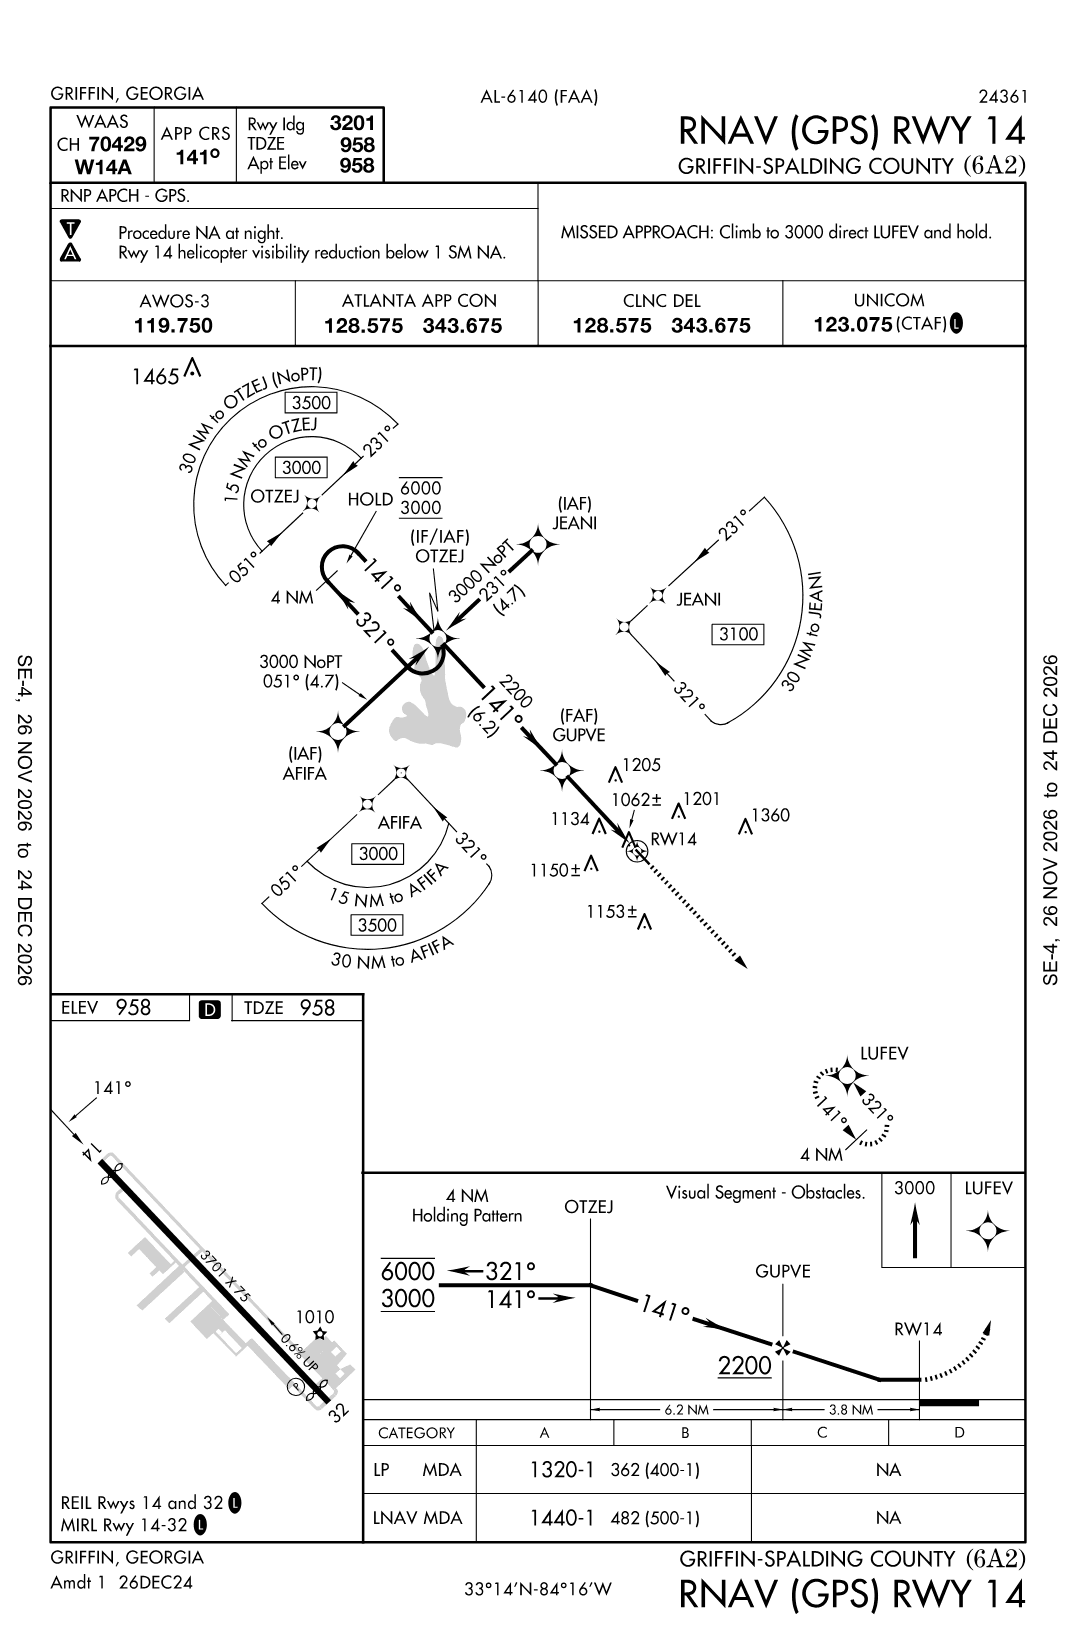 GRIFFIN, GEORGIA
AL-6140 (FAA)
24361
WAAS
CH 70429
W14A
APP CRS
141°
Rwy ldg 3201
TDZE 958
Apt Elev 958
RNAV (GPS) RWY 14
GRIFFIN-SPALDING COUNTY (6A2)
RNP APCH - GPS.
T
A
Procedure NA at night.
Rwy 14 helicopter visibility reduction below 1 SM NA.
MISSED APPROACH: Climb to 3000 direct LUFEV and hold.
AWOS-3
119.750
ATLANTA APP CON
128.575 343.675
CLNC DEL
128.575 343.675
UNICOM
123.075 (CTAF) L
1465
30 NM to OTZEJ (NoPT)
3500
15 NM to OTZEJ
3000
OTZEJ
231°
051°
HOLD
6000
3000
(IF/IAF)
OTZEJ
(IAF)
JEANI
3000 NoPT
231°
(4.7)
141°
321°
4 NM
3000 NoPT
051° (4.7)
(IAF)
AFIFA
231°
JEANI
3100
30 NM to JEANI
321°
2200
141°
(6.2)
(FAF)
GUPVE
1205
1062±
1201
1134
1360
RW14
1150±
1153±
AFIFA
3000
051°
321°
15 NM to AFIFA
3500
30 NM to AFIFA
SE-4, 26 NOV 2026 to 24 DEC 2026
SE-4, 26 NOV 2026 to 24 DEC 2026
LUFEV
141°
321°
4 NM
ELEV 958
D
TDZE 958
141°
14
3701 X 75
1010
0.6% UP
P
32
REIL Rwys 14 and 32 L
MIRL Rwy 14-32 L
4 NM
Holding Pattern
OTZEJ
Visual Segment - Obstacles.
3000
LUFEV
6000
321°
3000
141°
141°
GUPVE
2200
RW14
6.2 NM
3.8 NM
CATEGORY A B C D
LP MDA 1320-1 362 (400-1) NA
LNAV MDA 1440-1 482 (500-1) NA
GRIFFIN, GEORGIA
Amdt 1 26DEC24
33°14'N-84°16'W
GRIFFIN-SPALDING COUNTY (6A2)
RNAV (GPS) RWY 14